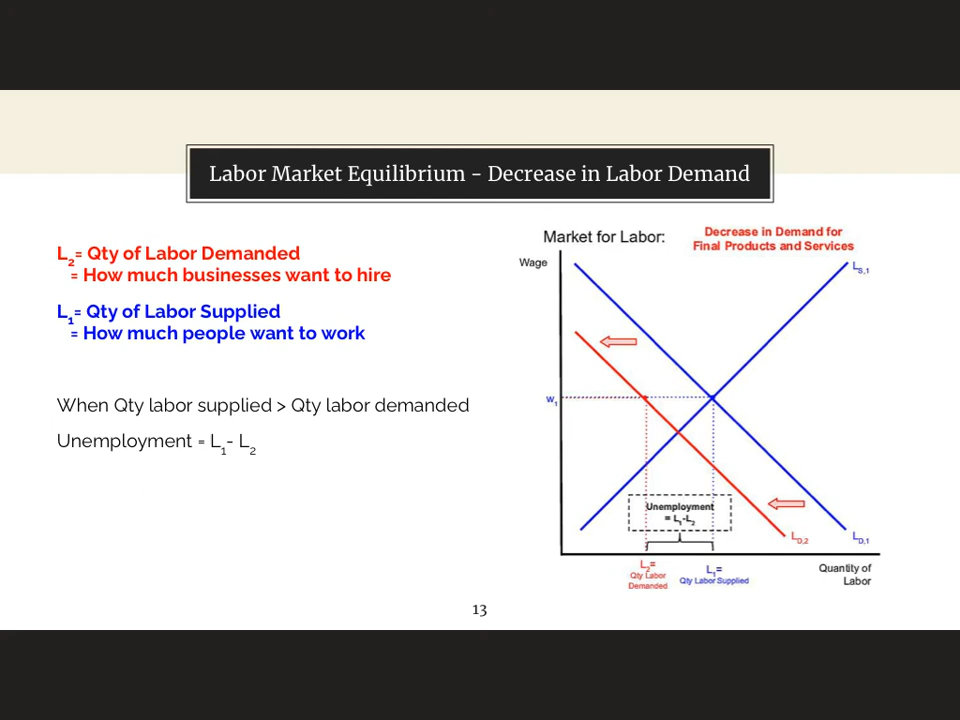 Labor Market Equilibrium - Decrease in Labor Demand
L2= Qty of Labor Demanded
= How much businesses want to hire
L1= Qty of Labor Supplied
= How much people want to work
When Qty labor supplied > Qty labor demanded
Unemployment = L1- L2
Market for Labor:
Decrease in Demand for
Final Products and Services
Wage
LS,1
W1
Unemployment
= L1-L2
LD,2
LD,1
L2=
Qty Labor
Demanded
L1=
Qty Labor Supplied
Quantity of
Labor
13